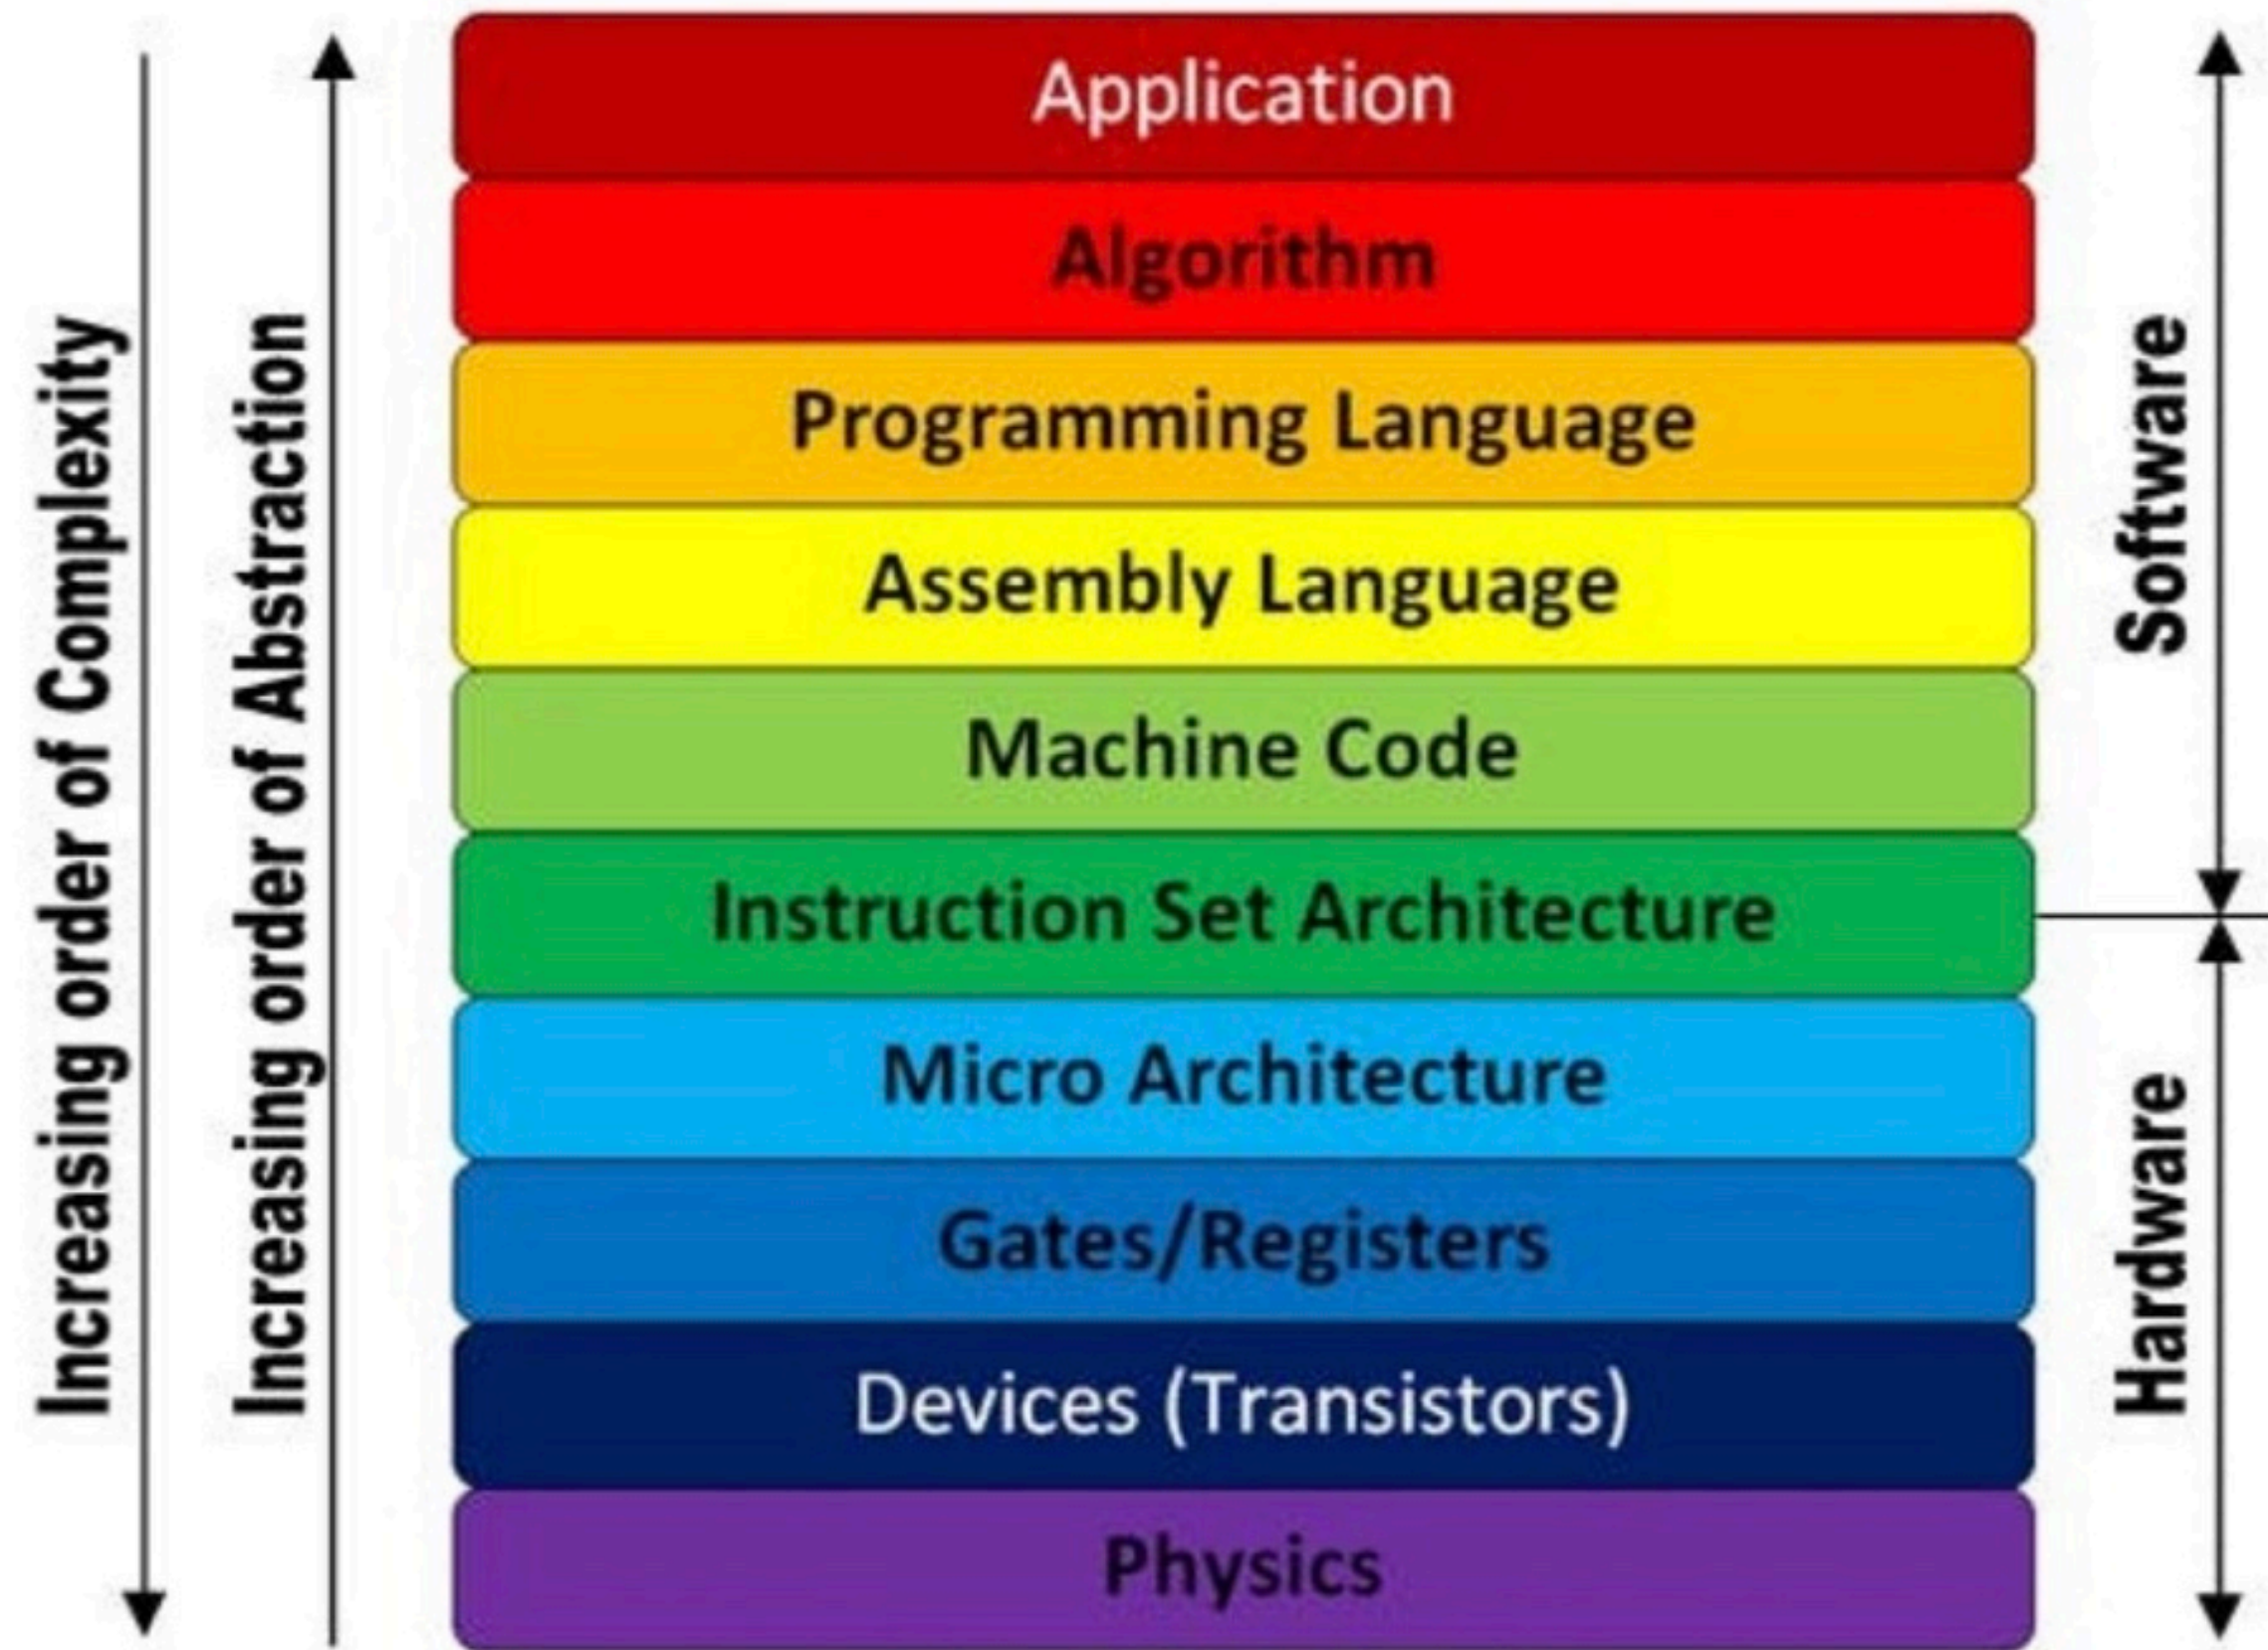 Increasing order of Complexity
Increasing order of Abstraction
Application
Algorithm
Programming Language
Assembly Language
Machine Code
Instruction Set Architecture
Micro Architecture
Gates/Registers
Devices (Transistors)
Physics
Software
Hardware